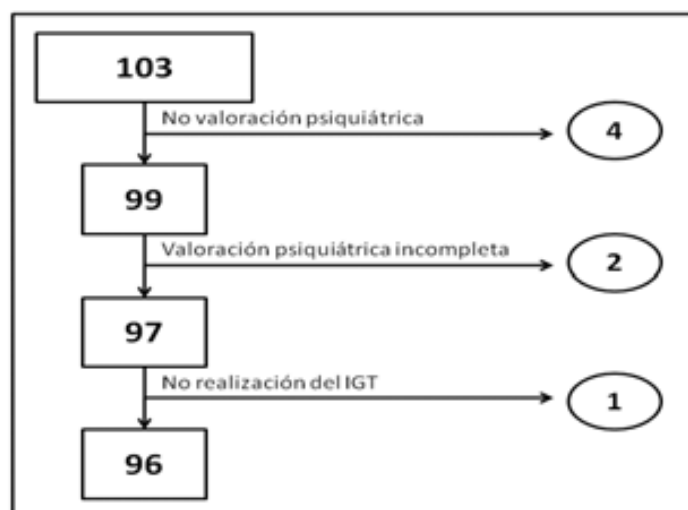 103
No valoración psiquiátrica
4
99
Valoración psiquiátrica incompleta
2
97
No realización del IGT
1
96